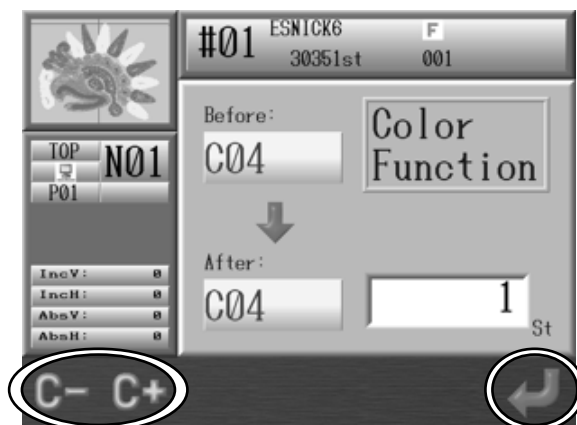 #01 ESNICK6 F
30351st 001
TOP N01
P01
IncV: 0
IncH: 0
AbsV: 0
AbsH: 0
Before:
C04
Color
Function
After:
C04
1 St
C- C+